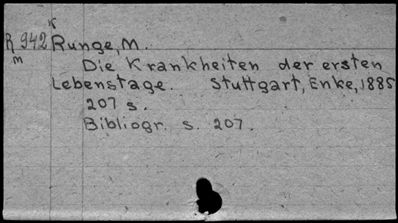 K
R 942 Runge, M.
m
Die Krankheiten der ersten
Lebenstage. Stuttgart, Enke, 1885
207 s.
Bibliogr. s. 207.